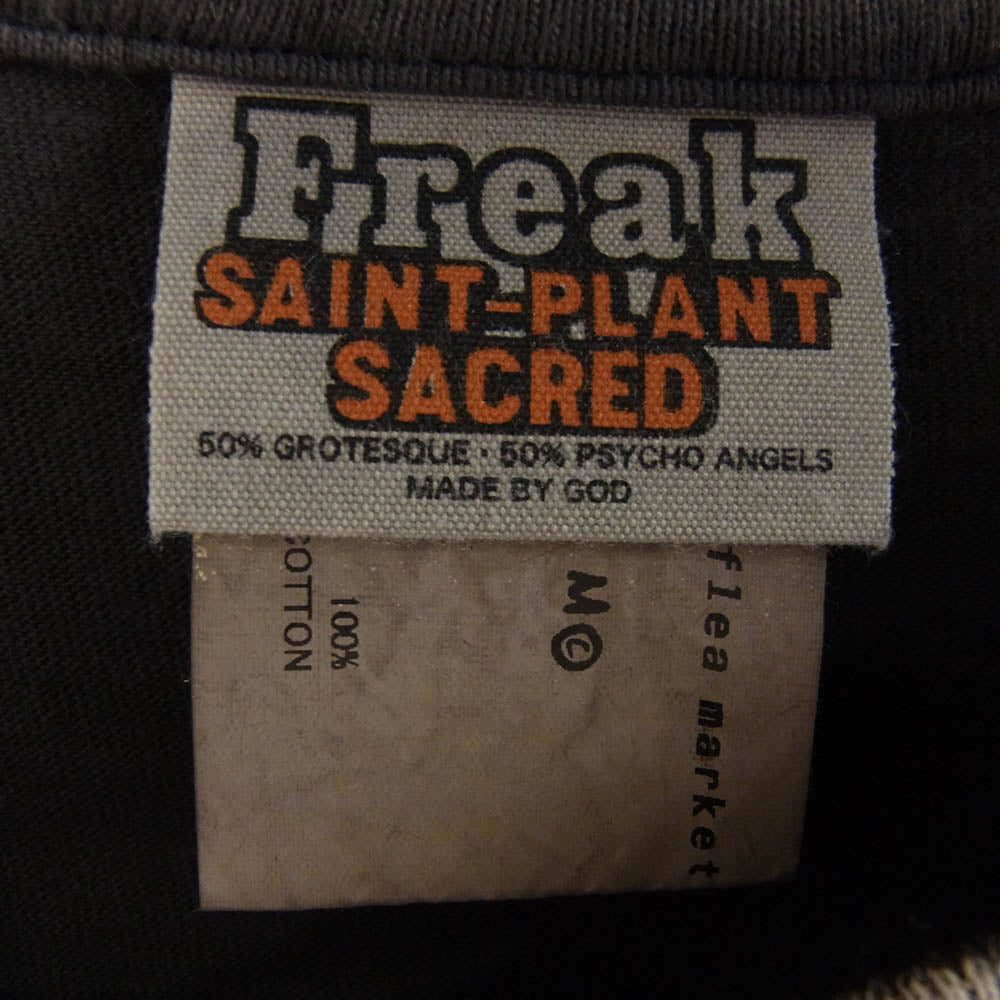 Freak
SAINT-PLANT
SACRED
50% GROTESQUE · 50% PSYCHO ANGELS
MADE BY GOD
flea market
M©
100%
COTTON